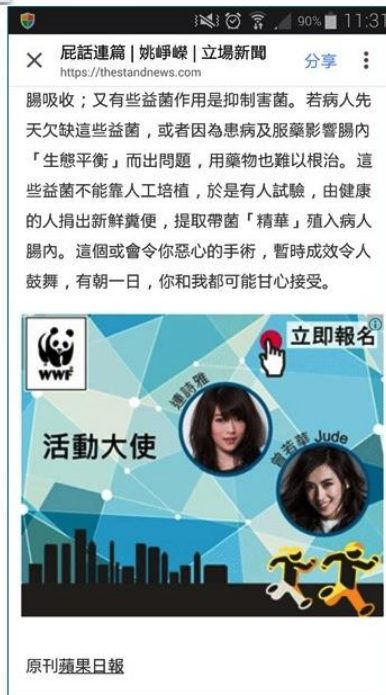 90% 11:31
屁話連篇 | 姚崢嶸 | 立場新聞
https://thestandnews.com
分享
腸吸收；又有些益菌作用是抑制害菌。若病人先
天欠缺這些益菌，或者因為患病及服藥影響腸內
「生態平衡」而出問題，用藥物也難以根治。這
些益菌不能靠人工培植，於是有人試驗，由健康
的人捐出新鮮糞便，提取帶菌「精華」殖入病人
腸內。這個或會令你惡心的手術，暫時成效令人
鼓舞，有朝一日，你和我都可能甘心接受。
WWF
立即報名
活動大使
連詩雅
曾若華 Jude
原刊蘋果日報